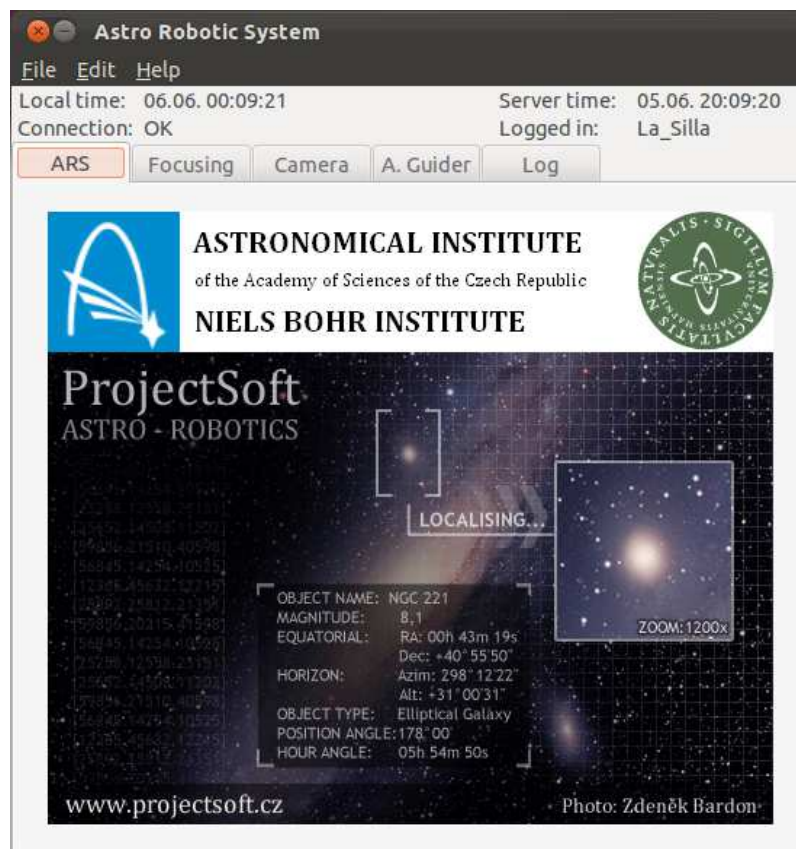 Astro Robotic System
File Edit Help
Local time: 06.06. 00:09:21 Server time: 05.06. 20:09:20
Connection: OK Logged in: La_Silla
ARS Focusing Camera A. Guider Log
ASTRONOMICAL INSTITUTE
of the Academy of Sciences of the Czech Republic
NIELS BOHR INSTITUTE
ProjectSoft
ASTRO - ROBOTICS
LOCALISING...
ZOOM:1200x
OBJECT NAME: NGC 221
MAGNITUDE: 8,1
EQUATORIAL: RA: 00h 43m 19s
Dec: +40°55'50"
HORIZON: Azim: 298°12'22"
Alt: +31°00'31"
OBJECT TYPE: Elliptical Galaxy
POSITION ANGLE: 178°00'
HOUR ANGLE: 05h 54m 50s
www.projectsoft.cz
Photo: Zdeněk Bardon